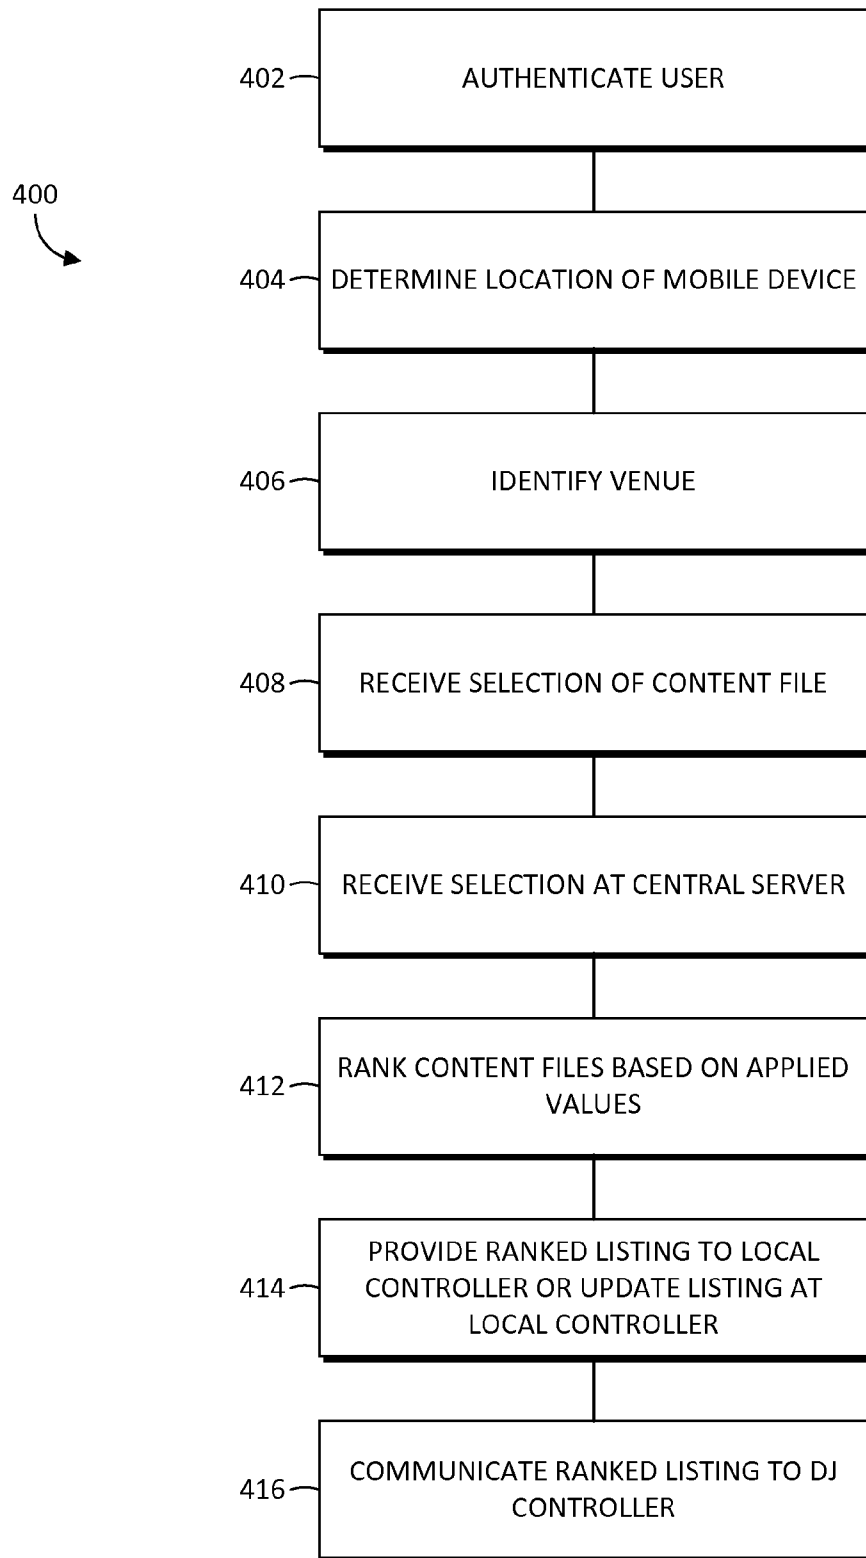 402
AUTHENTICATE USER
400
404
DETERMINE LOCATION OF MOBILE DEVICE
406
IDENTIFY VENUE
408
RECEIVE SELECTION OF CONTENT FILE
410
RECEIVE SELECTION AT CENTRAL SERVER
412
RANK CONTENT FILES BASED ON APPLIED
VALUES
414
PROVIDE RANKED LISTING TO LOCAL
CONTROLLER OR UPDATE LISTING AT
LOCAL CONTROLLER
416
COMMUNICATE RANKED LISTING TO DJ
CONTROLLER